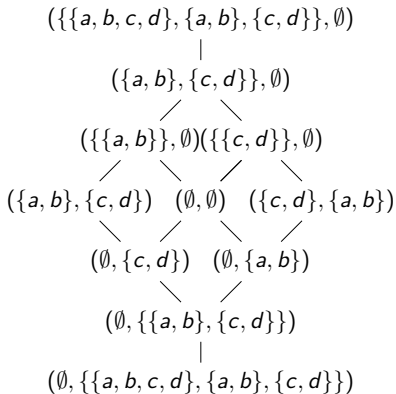 ({{a, b, c, d}, {a, b}, {c, d}}, ∅)
({a, b}, {c, d}}, ∅)
({{a, b}}, ∅)({{c, d}}, ∅)
({a, b}, {c, d}) (∅, ∅) ({c, d}, {a, b})
(∅, {c, d}) (∅, {a, b})
(∅, {{a, b}, {c, d}})
(∅, {{a, b, c, d}, {a, b}, {c, d}})